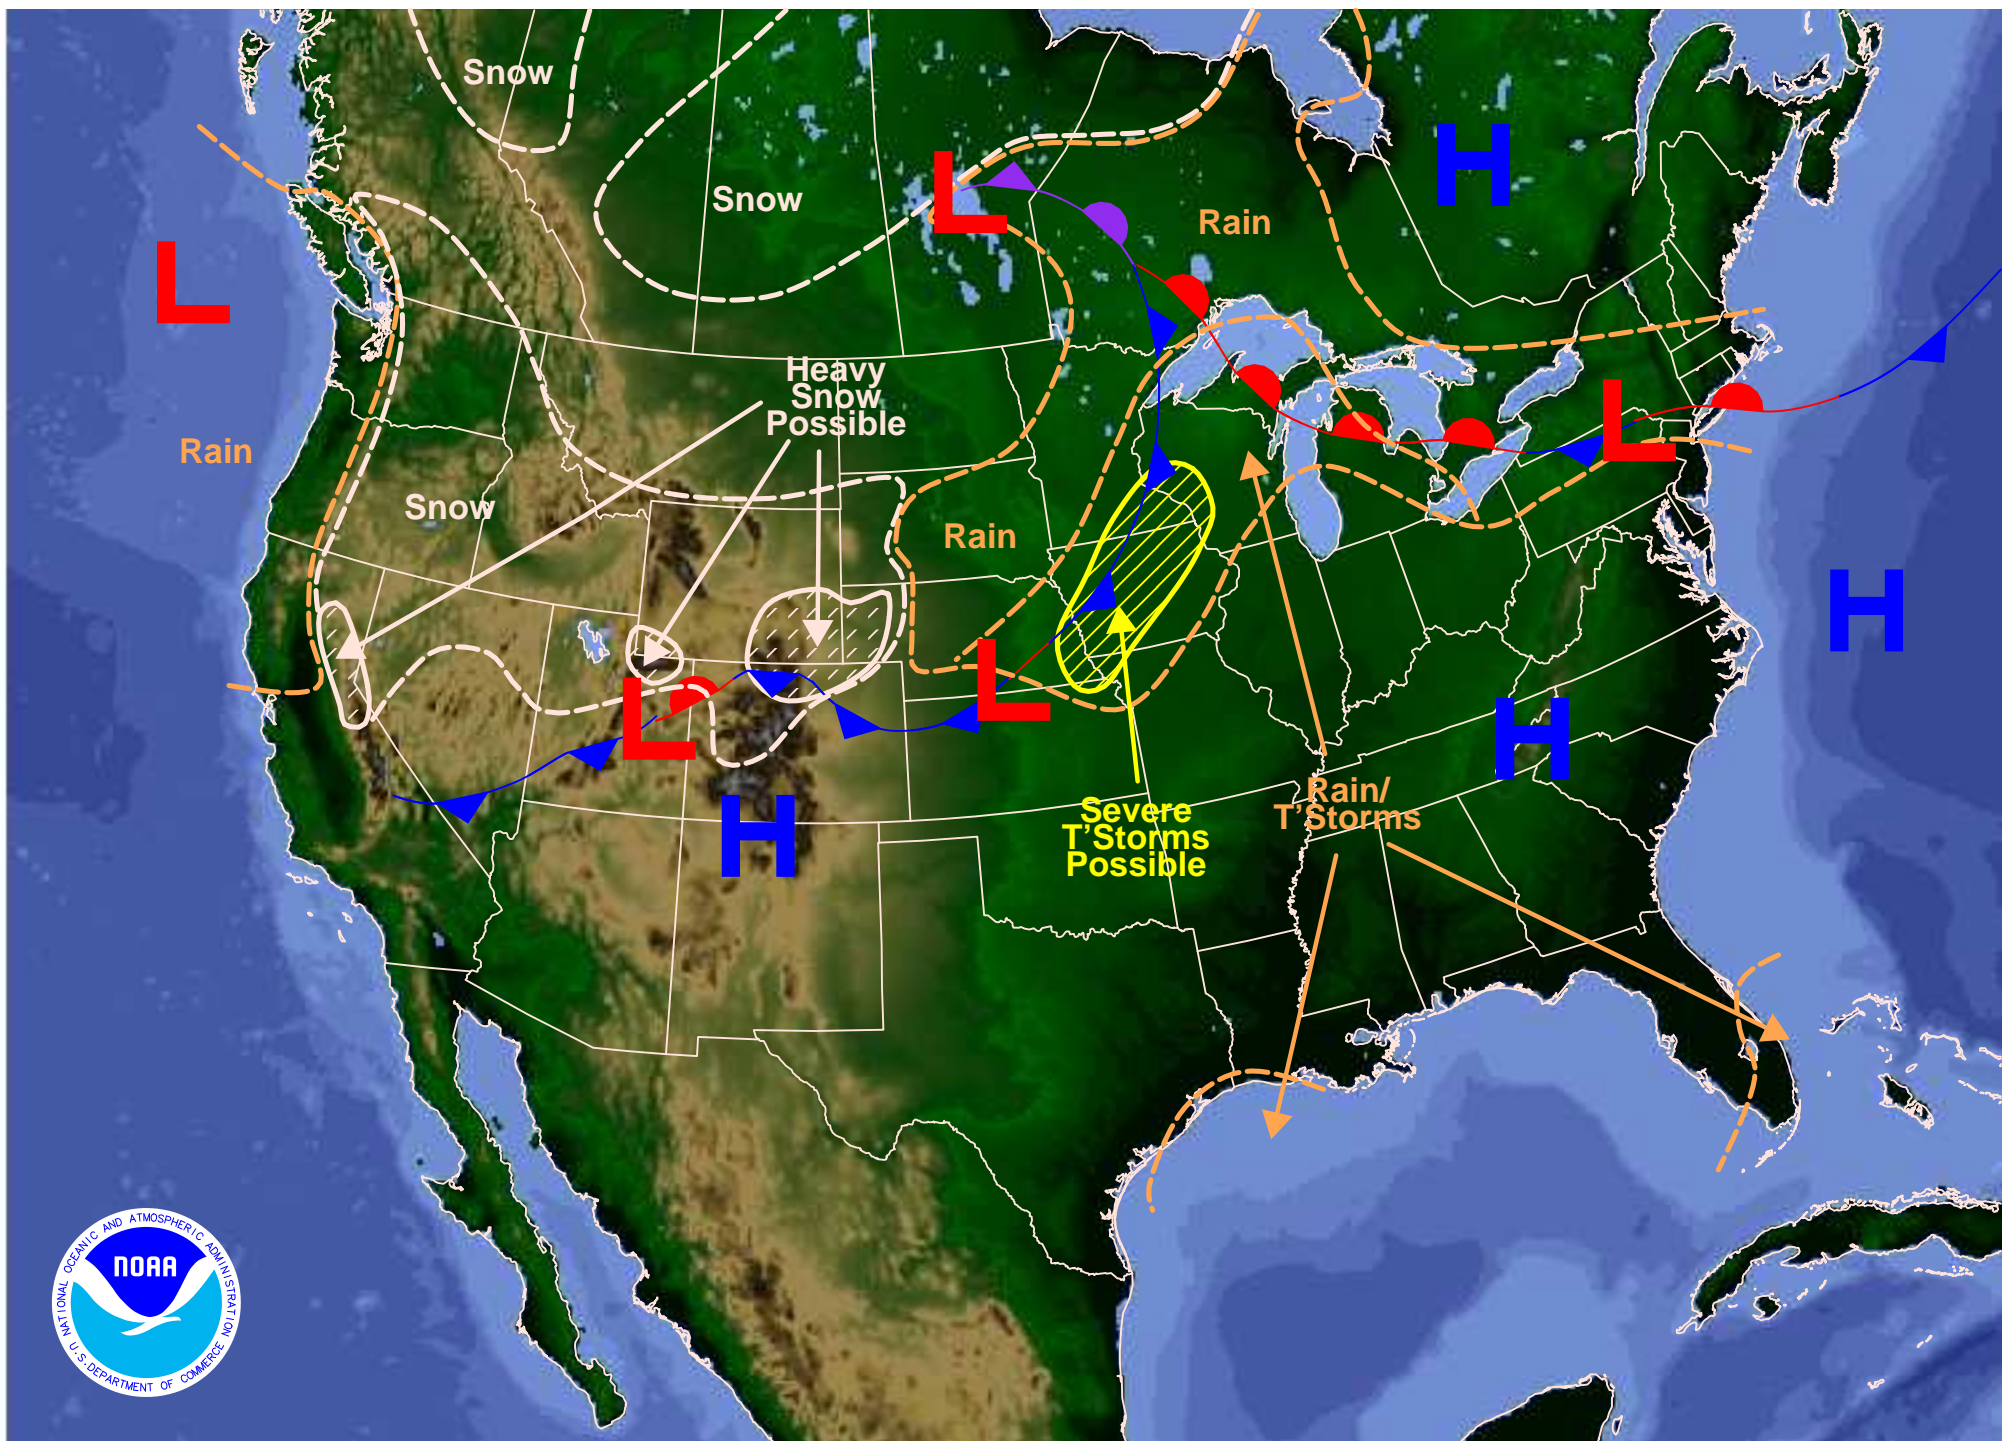 Snow
Snow
L
H
Rain
L
Heavy
Snow
Possible
L
Rain
Snow
Rain
H
L
L
H
H
Severe
T'Storms
Possible
Rain/
T'Storms
NATIONAL OCEANIC AND ATMOSPHERIC ADMINISTRATION
NOAA
U.S. DEPARTMENT OF COMMERCE